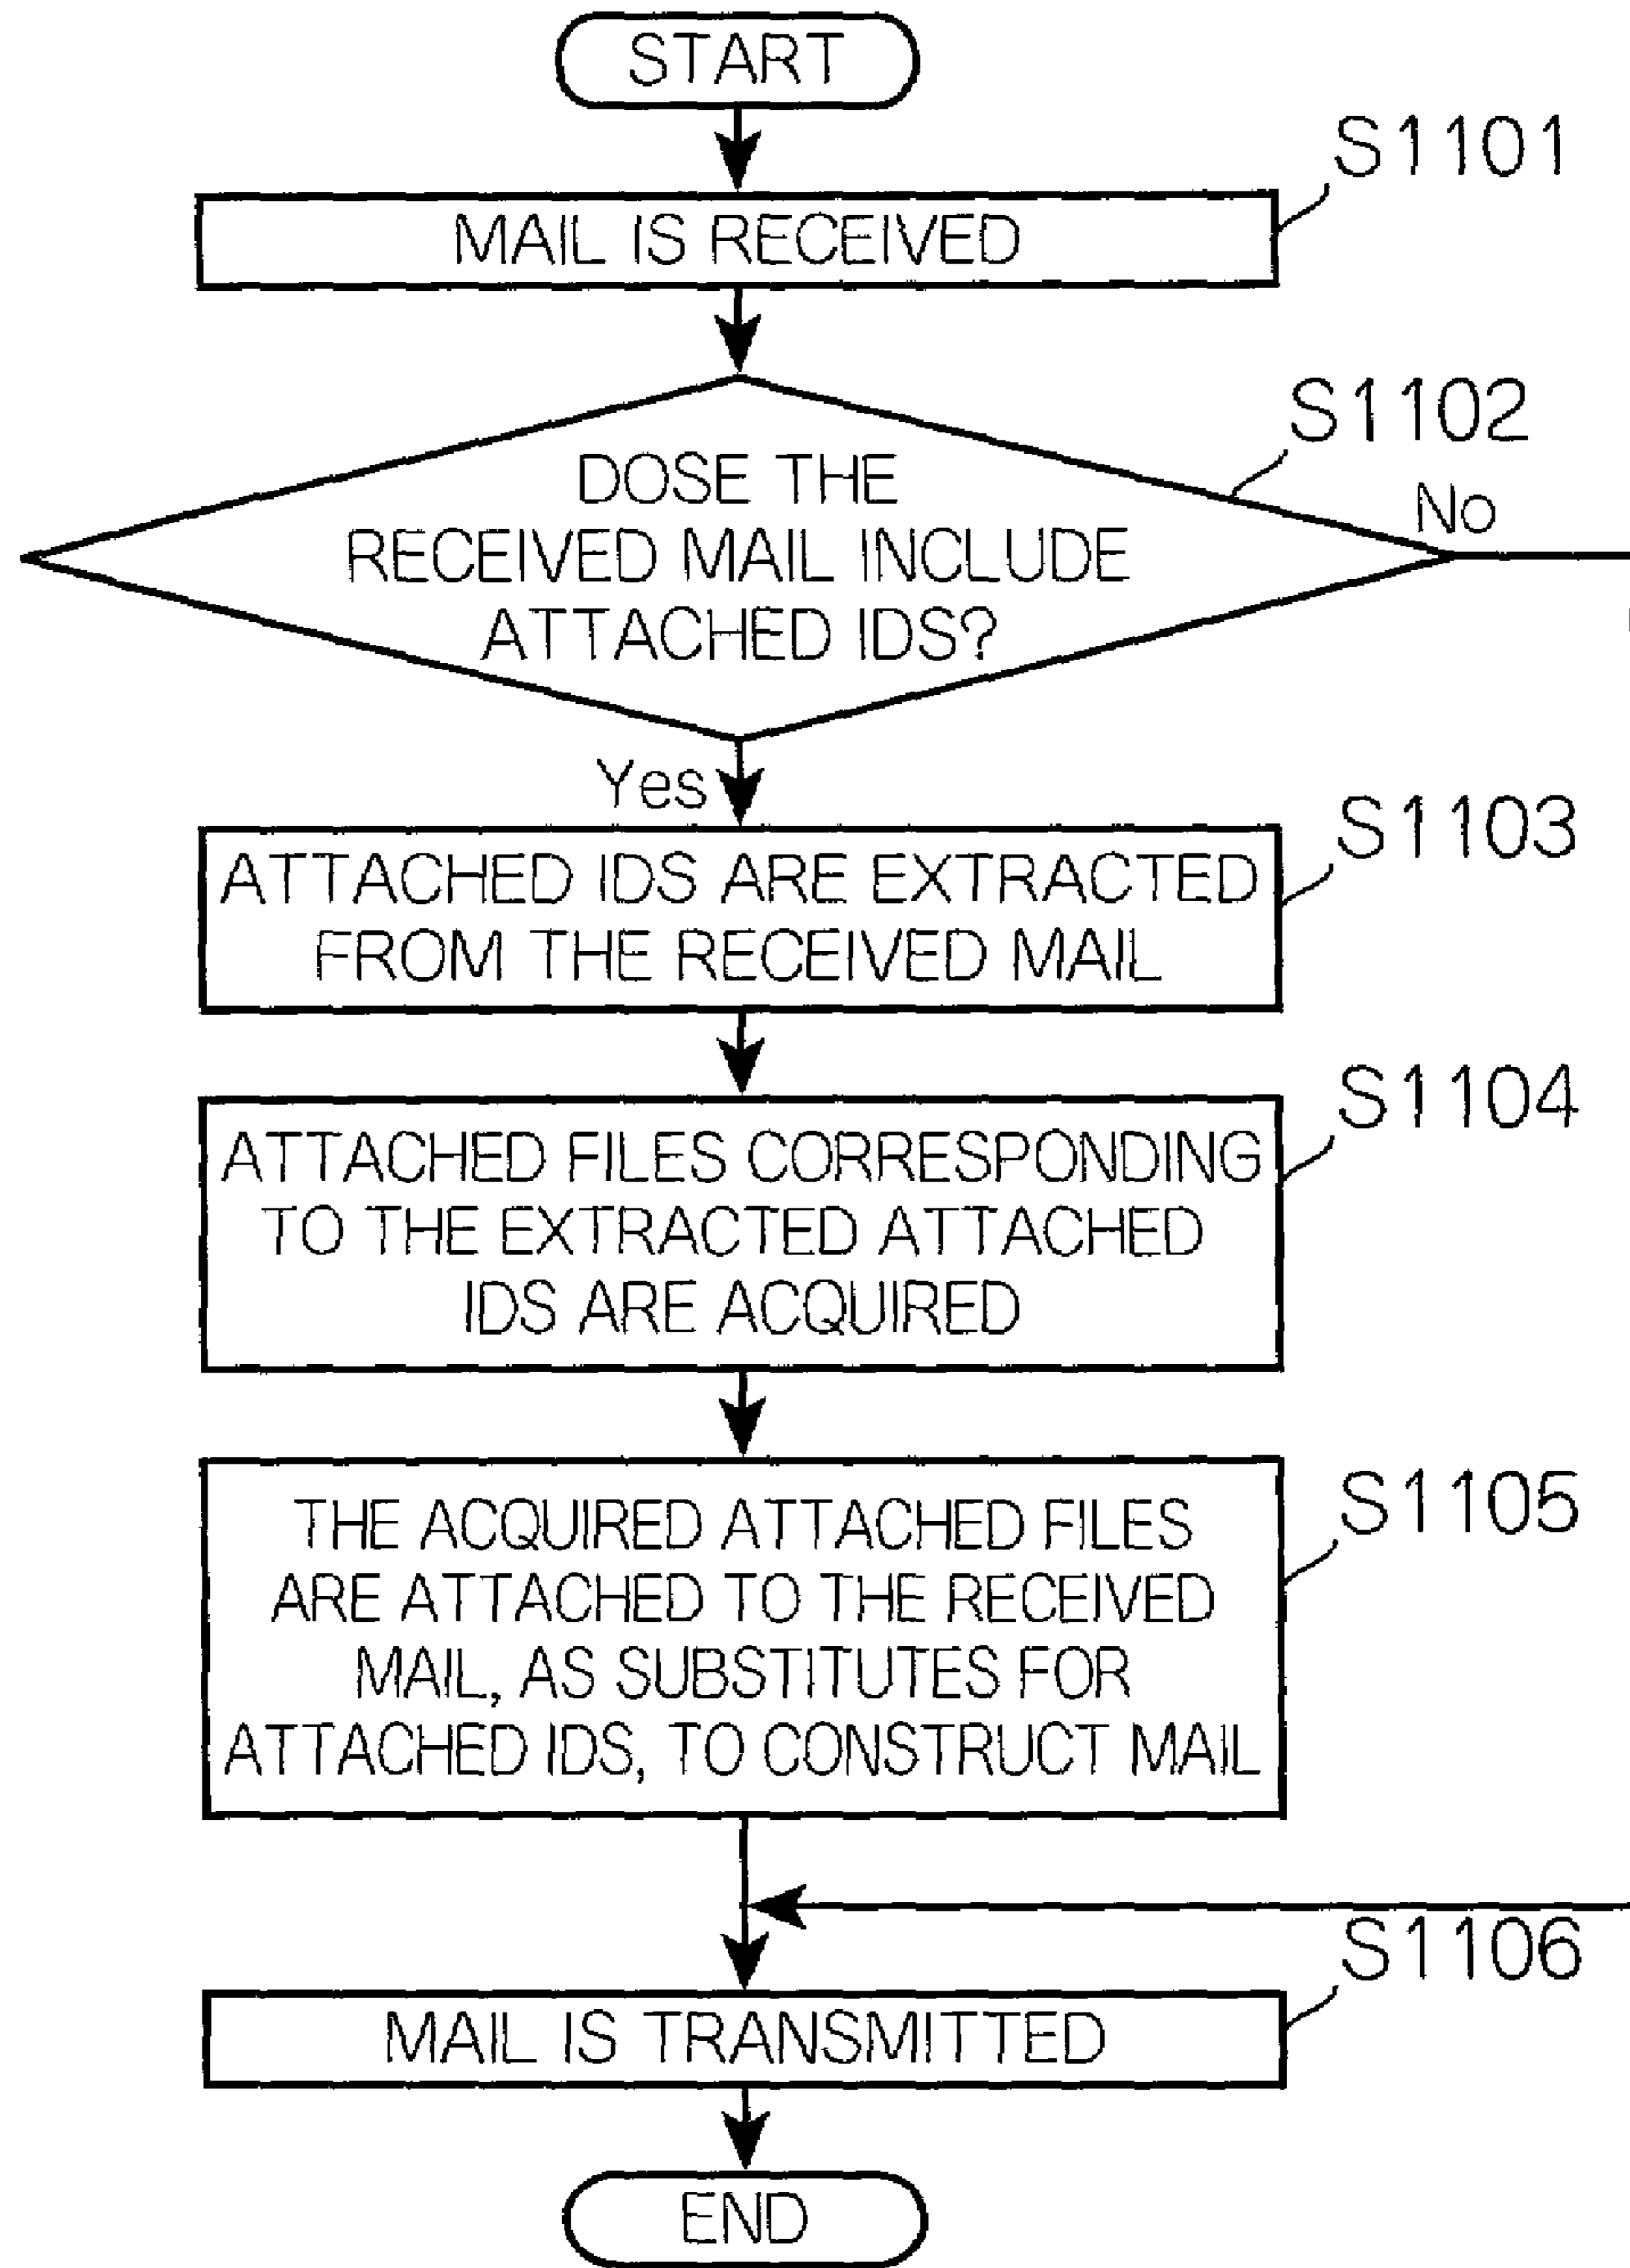 START
S1101
MAIL IS RECEIVED
S1102
DOSE THE
RECEIVED MAIL INCLUDE
ATTACHED IDS?
No
Yes
S1103
ATTACHED IDS ARE EXTRACTED
FROM THE RECEIVED MAIL
S1104
ATTACHED FILES CORRESPONDING
TO THE EXTRACTED ATTACHED
IDS ARE ACQUIRED
S1105
THE ACQUIRED ATTACHED FILES
ARE ATTACHED TO THE RECEIVED
MAIL, AS SUBSTITUTES FOR
ATTACHED IDS, TO CONSTRUCT MAIL
S1106
MAIL IS TRANSMITTED
END